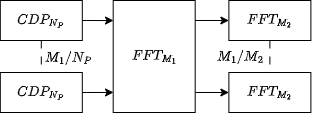 CDP_{N_P}
FFT_{M_2}
M_1/N_P
FFT_{M_1}
M_1/M_2
CDP_{N_P}
FFT_{M_2}